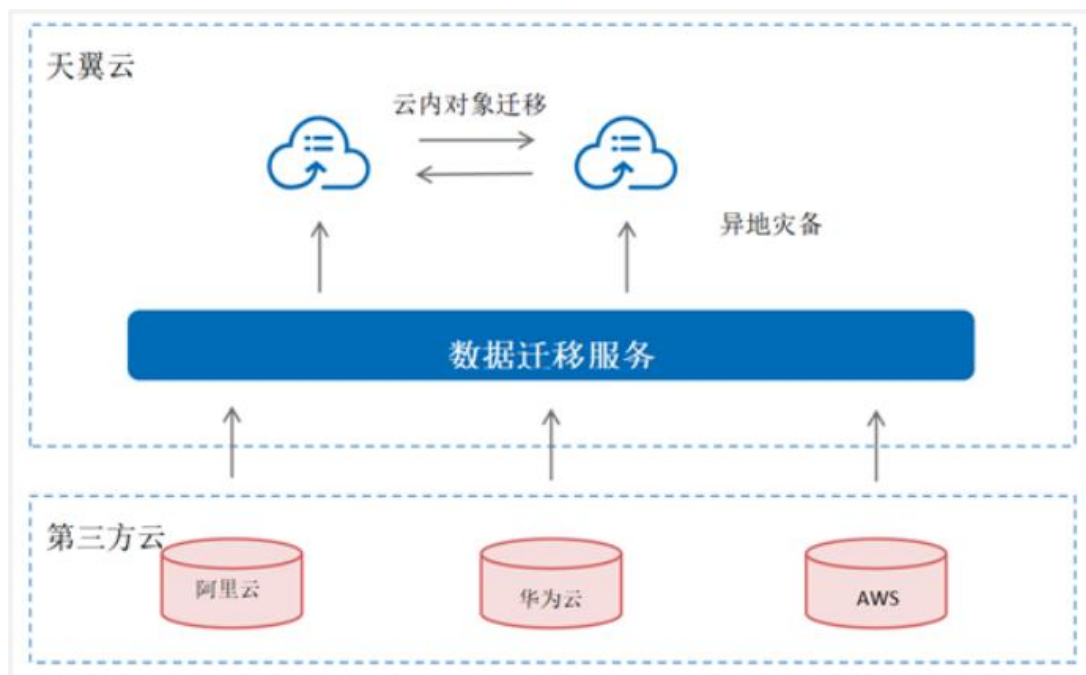 天翼云
云内对象迁移
异地灾备
数据迁移服务
第三方云
阿里云
华为云
AWS